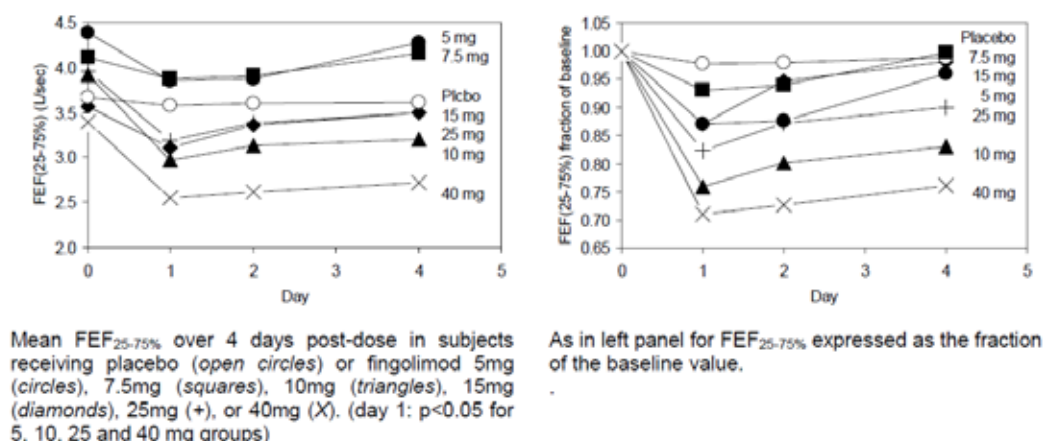 4.5
4.0
3.5
3.0
2.5
2.0
FEF(25-75%) (L/sec)
5 mg
7.5 mg
Plcbo
15 mg
25 mg
10 mg
40 mg
0 1 2 3 4 5
Day
1.05
1.00
0.95
0.90
0.85
0.80
0.75
0.70
0.65
FEF(25-75%) fraction of baseline
Placebo
7.5 mg
15 mg
5 mg
25 mg
10 mg
40 mg
0 1 2 3 4 5
Day
Mean FEF25-75% over 4 days post-dose in subjects
receiving placebo (open circles) or fingolimod 5mg
(circles), 7.5mg (squares), 10mg (triangles), 15mg
(diamonds), 25mg (+), or 40mg (X). (day 1: p<0.05 for
5, 10, 25 and 40 mg groups)
As in left panel for FEF25-75% expressed as the fraction
of the baseline value.
.